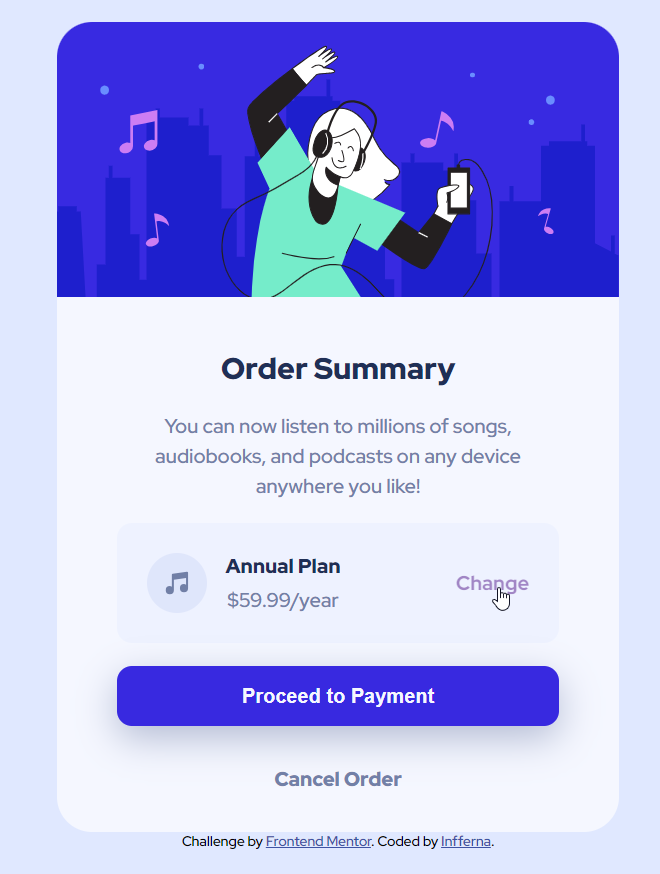 Order Summary
You can now listen to millions of songs,
audiobooks, and podcasts on any device
anywhere you like!
Annual Plan
$59.99/year
Change
Proceed to Payment
Cancel Order
Challenge by Frontend Mentor. Coded by Infferna.